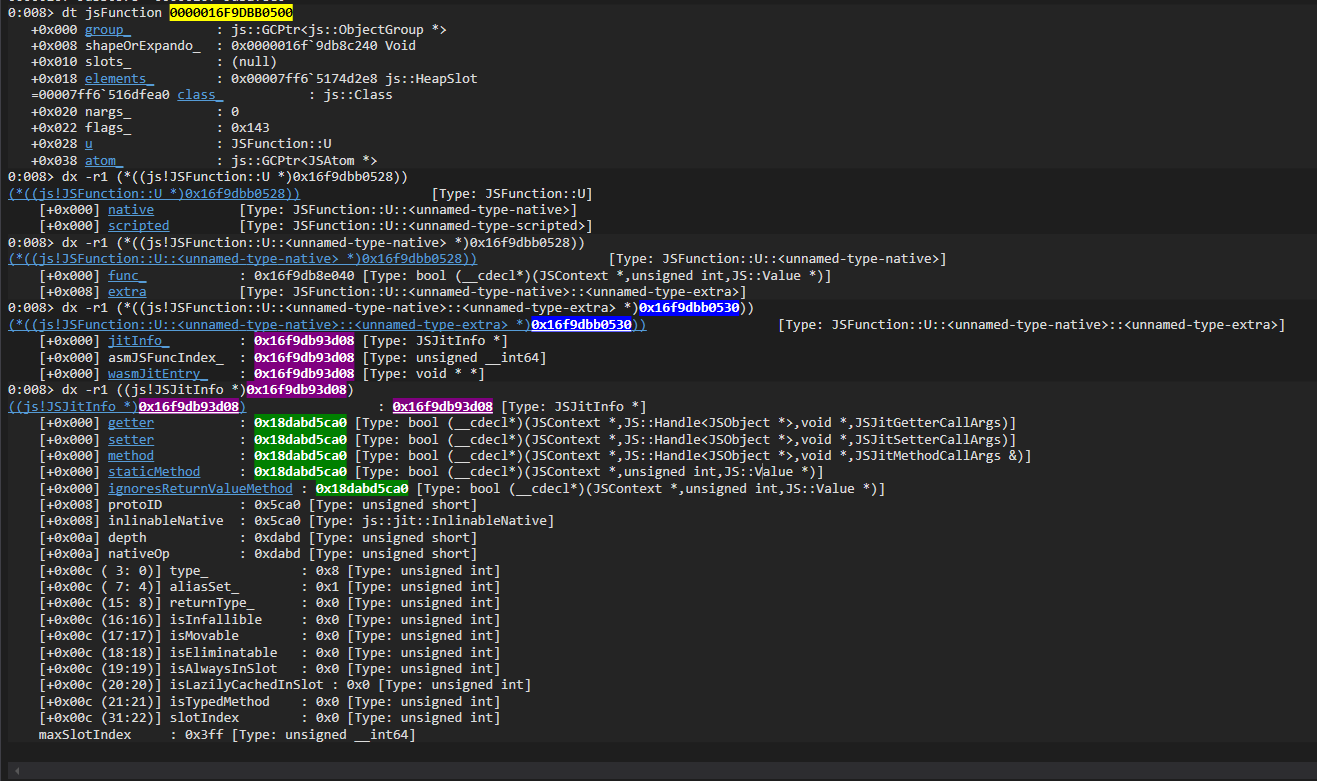 0:008> dt jsFunction 0000016F9DBB0500
+0x000 group_ : js::GCPtr<js::ObjectGroup *>
+0x008 shapeOrExpando_ : 0x0000016f`9db8c240 Void
+0x010 slots_ : (null)
+0x018 elements_ : 0x00007ff6`5174d2e8 js::HeapSlot
=00007ff6`516dfea0 class_ : js::Class
+0x020 nargs_ : 0
+0x022 flags_ : 0x143
+0x028 u : JSFunction::U
+0x038 atom_ : js::GCPtr<JSAtom *>
0:008> dx -r1 (*((js!JSFunction::U *)0x16f9dbb0528))
(*((js!JSFunction::U *)0x16f9dbb0528)) [Type: JSFunction::U]
[+0x000] native [Type: JSFunction::U::<unnamed-type-native>]
[+0x000] scripted [Type: JSFunction::U::<unnamed-type-scripted>]
0:008> dx -r1 (*((js!JSFunction::U::<unnamed-type-native> *)0x16f9dbb0528))
(*((js!JSFunction::U::<unnamed-type-native> *)0x16f9dbb0528)) [Type: JSFunction::U::<unnamed-type-native>]
[+0x000] func_ : 0x16f9db8e040 [Type: bool (__cdecl*)(JSContext *,unsigned int,JS::Value *)]
[+0x008] extra [Type: JSFunction::U::<unnamed-type-native>::<unnamed-type-extra>]
0:008> dx -r1 (*((js!JSFunction::U::<unnamed-type-native>::<unnamed-type-extra> *)0x16f9dbb0530))
(*((js!JSFunction::U::<unnamed-type-native>::<unnamed-type-extra> *)0x16f9dbb0530)) [Type: JSFunction::U::<unnamed-type-native>::<unnamed-type-extra>]
[+0x000] jitInfo_ : 0x16f9db93d08 [Type: JSJitInfo *]
[+0x000] asmJSFuncIndex_ : 0x16f9db93d08 [Type: unsigned __int64]
[+0x000] wasmJitEntry_ : 0x16f9db93d08 [Type: void * *]
0:008> dx -r1 ((js!JSJitInfo *)0x16f9db93d08)
((js!JSJitInfo *)0x16f9db93d08) : 0x16f9db93d08 [Type: JSJitInfo *]
[+0x000] getter : 0x18dabd5ca0 [Type: bool (__cdecl*)(JSContext *,JS::Handle<JSObject *>,void *,JSJitGetterCallArgs)]
[+0x000] setter : 0x18dabd5ca0 [Type: bool (__cdecl*)(JSContext *,JS::Handle<JSObject *>,void *,JSJitSetterCallArgs)]
[+0x000] method : 0x18dabd5ca0 [Type: bool (__cdecl*)(JSContext *,JS::Handle<JSObject *>,void *,JSJitMethodCallArgs &)]
[+0x000] staticMethod : 0x18dabd5ca0 [Type: bool (__cdecl*)(JSContext *,unsigned int,JS::Value *)]
[+0x000] ignoresReturnValueMethod : 0x18dabd5ca0 [Type: bool (__cdecl*)(JSContext *,unsigned int,JS::Value *)]
[+0x008] protoID : 0x5ca0 [Type: unsigned short]
[+0x008] inlinableNative : 0x5ca0 [Type: js::jit::InlinableNative]
[+0x00a] depth : 0xdabd [Type: unsigned short]
[+0x00a] nativeOp : 0xdabd [Type: unsigned short]
[+0x00c ( 3: 0)] type_ : 0x8 [Type: unsigned int]
[+0x00c ( 7: 4)] aliasSet_ : 0x1 [Type: unsigned int]
[+0x00c (15: 8)] returnType_ : 0x0 [Type: unsigned int]
[+0x00c (16:16)] isInfallible : 0x0 [Type: unsigned int]
[+0x00c (17:17)] isMovable : 0x0 [Type: unsigned int]
[+0x00c (18:18)] isEliminatable : 0x0 [Type: unsigned int]
[+0x00c (19:19)] isAlwaysInSlot : 0x0 [Type: unsigned int]
[+0x00c (20:20)] isLazilyCachedInSlot : 0x0 [Type: unsigned int]
[+0x00c (21:21)] isTypedMethod : 0x0 [Type: unsigned int]
[+0x00c (31:22)] slotIndex : 0x0 [Type: unsigned int]
maxSlotIndex : 0x3ff [Type: unsigned __int64]